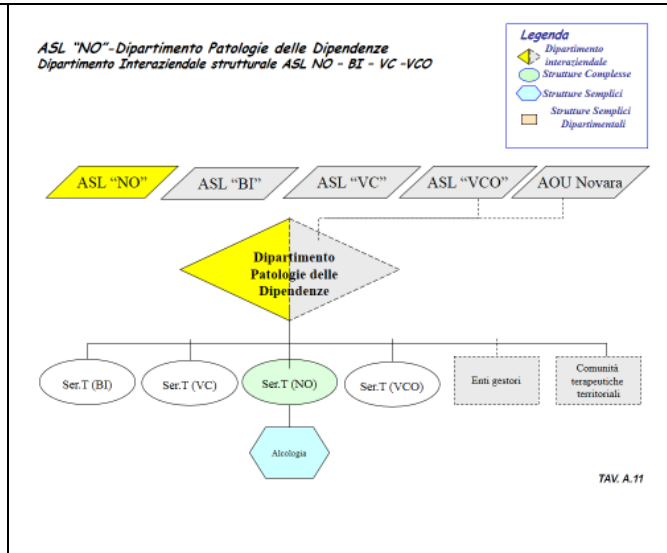 ASL “NO”-Dipartimento Patologie delle Dipendenze
Dipartimento Interaziendale strutturale ASL NO – BI – VC -VCO
Legenda
Dipartimento
interaziendale
Strutture Complesse
Strutture Semplici
Strutture Semplici
Dipartimentali
ASL “NO”
ASL “BI”
ASL “VC”
ASL “VCO”
AOU Novara
Dipartimento
Patologie delle
Dipendenze
Ser.T (BI)
Ser.T (VC)
Ser.T (NO)
Ser.T (VCO)
Enti gestori
Comunità
terapeutiche
territoriali
Alcologia
TAV. A.11